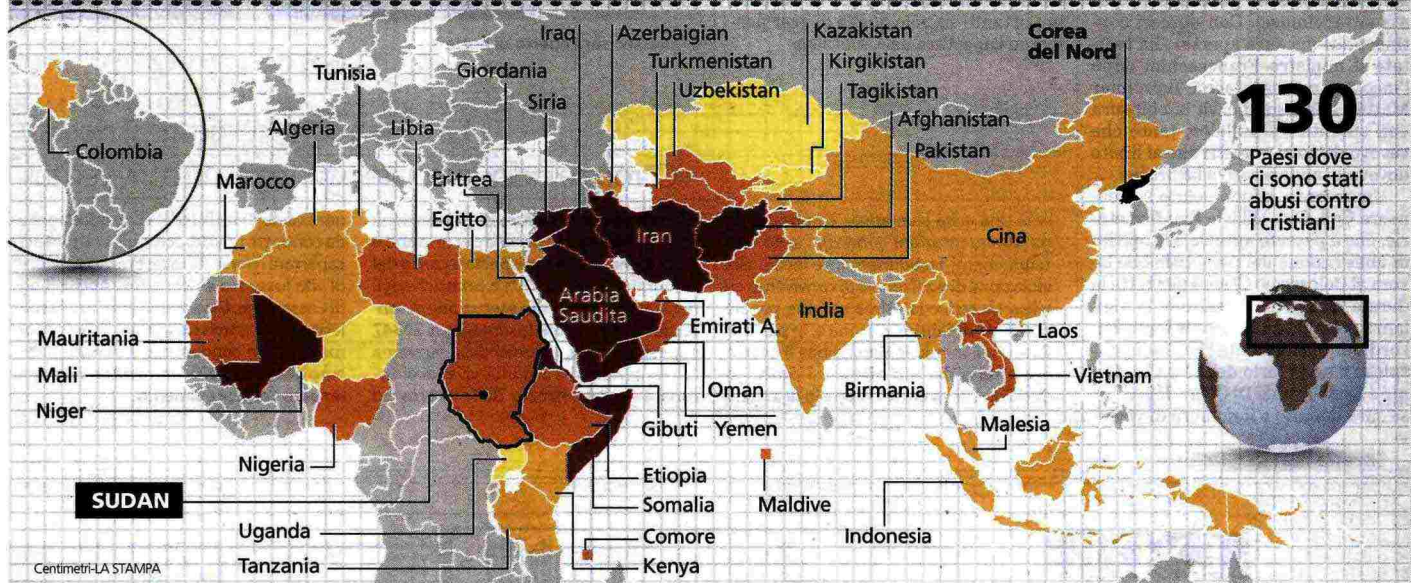 Colombia
Marocco
Algeria
Tunisia
Libia
Giordania
Siria
Eritrea
Egitto
Iraq
Azerbaigian
Turkmenistan
Uzbekistan
Kazakistan
Kirgikistan
Tagikistan
Afghanistan
Pakistan
Corea
del Nord
130
Paesi dove
ci sono stati
abusi contro
i cristiani
Iran
Cina
Arabia
Saudita
India
Emirati A.
Oman
Yemen
Gibuti
Birmania
Laos
Vietnam
Malesia
Indonesia
Maldive
Mauritania
Mali
Niger
Nigeria
SUDAN
Uganda
Tanzania
Etiopia
Somalia
Comore
Kenya
Centimetri-LA STAMPA